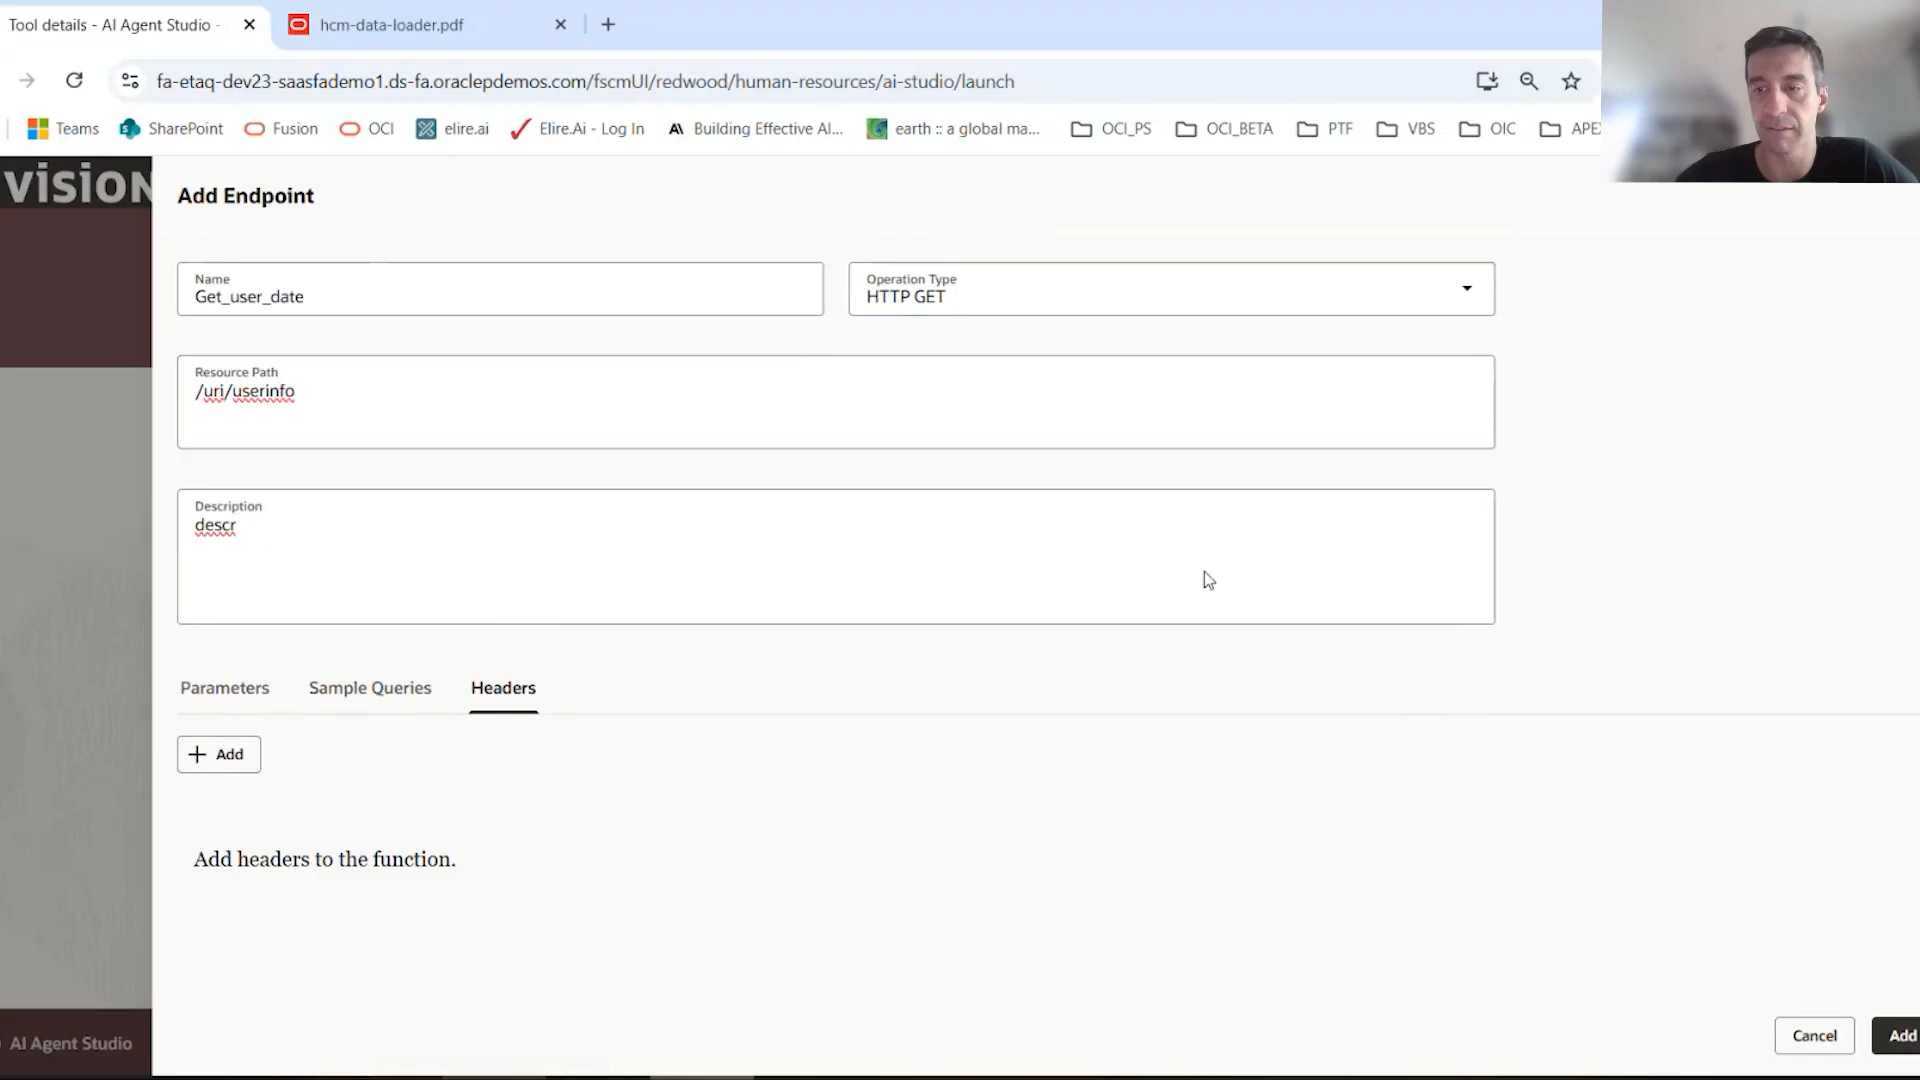 Tool details - AI Agent Studio -
hcm-data-loader.pdf
fa-etaq-dev23-saasfademo1.ds-fa.oraclepdemos.com/fscmUI/redwood/human-resources/ai-studio/launch
Teams SharePoint Fusion OCI elire.ai Elire.Ai - Log In Building Effective AI... earth :: a global ma... OCI_PS OCI_BETA PTF VBS OIC APEX
vision
Add Endpoint
Name
Get_user_date
Operation Type
HTTP GET
Resource Path
/uri/userinfo
Description
descr
Parameters Sample Queries Headers
+ Add
Add headers to the function.
Cancel Add
AI Agent Studio